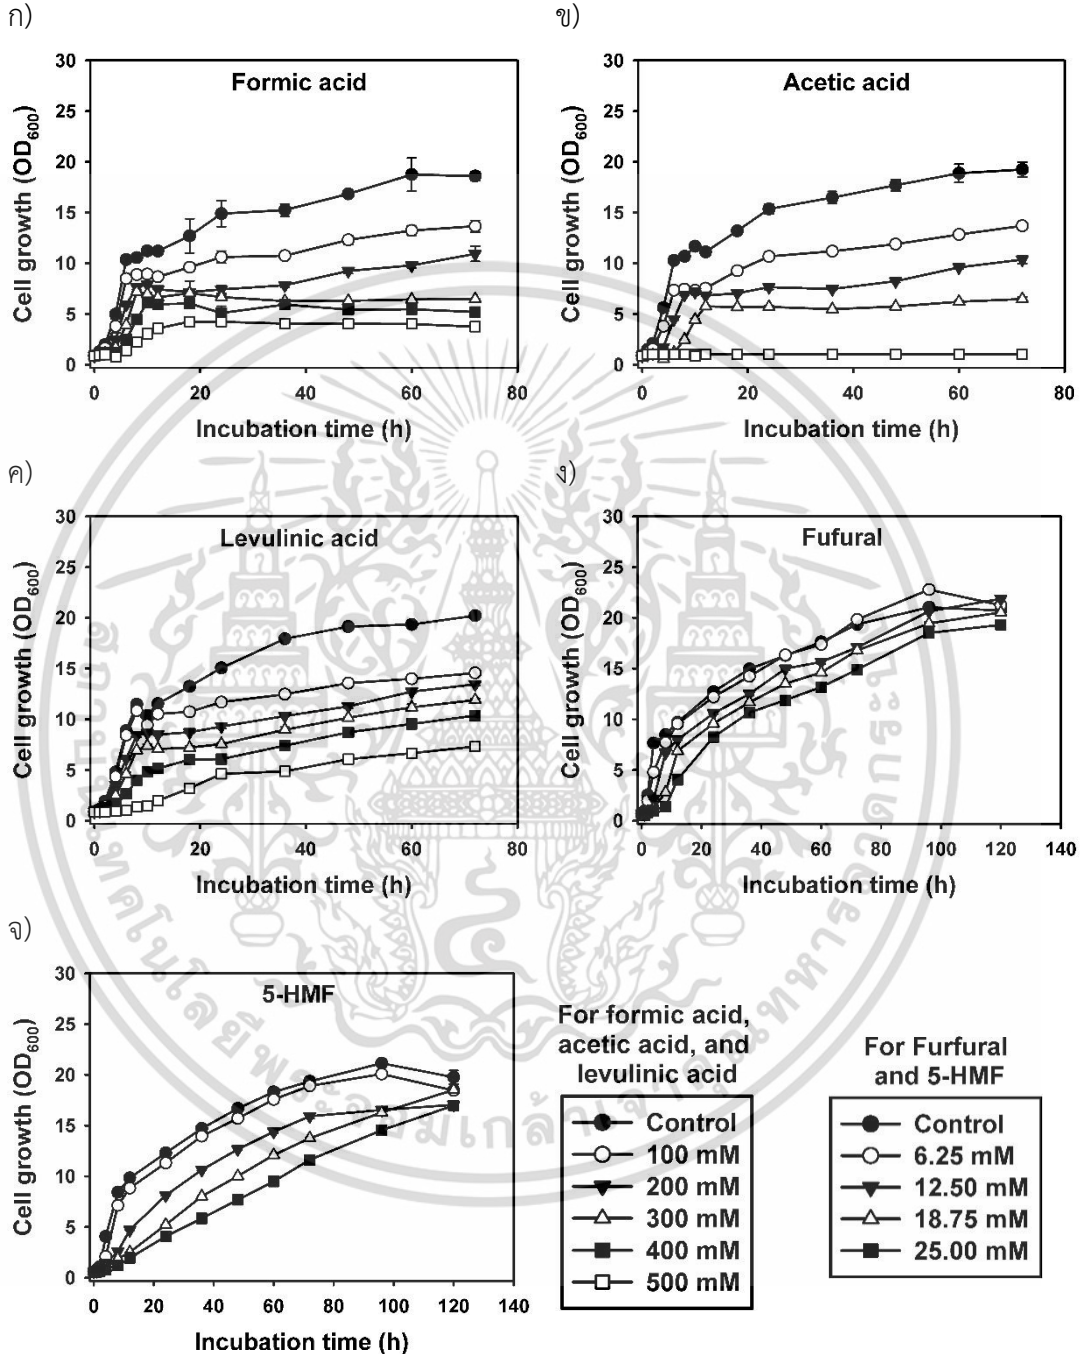 ก)
Formic acid
30
25
20
15
10
5
0
0 20 40 60 80
Cell growth (OD600)
Incubation time (h)
ข)
Acetic acid
30
25
20
15
10
5
0
0 20 40 60 80
Cell growth (OD600)
Incubation time (h)
ค)
Levulinic acid
30
25
20
15
10
5
0
0 20 40 60 80
Cell growth (OD600)
Incubation time (h)
ง)
Fufural
30
25
20
15
10
5
0
0 20 40 60 80 100 120 140
Cell growth (OD600)
Incubation time (h)
จ)
5-HMF
30
25
20
15
10
5
0
0 20 40 60 80 100 120 140
Cell growth (OD600)
Incubation time (h)
For formic acid,
acetic acid, and
levulinic acid
Control
100 mM
200 mM
300 mM
400 mM
500 mM
For Furfural
and 5-HMF
Control
6.25 mM
12.50 mM
18.75 mM
25.00 mM